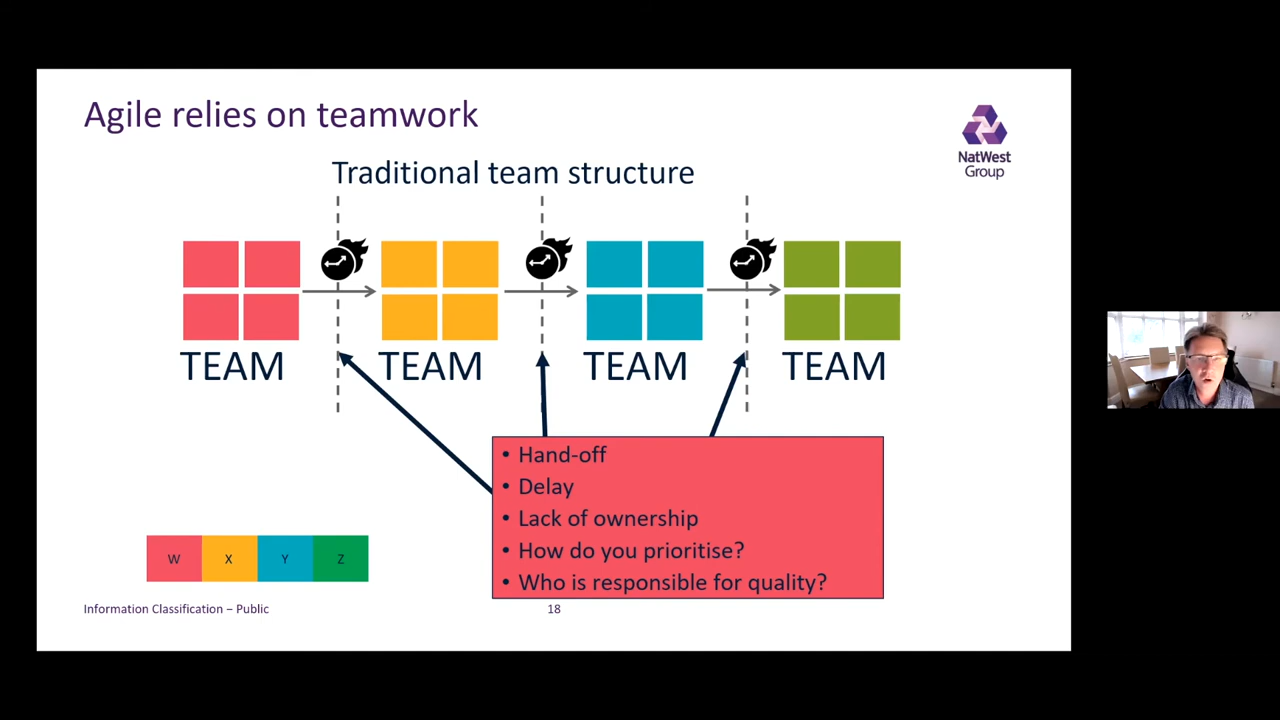 Agile relies on teamwork
NatWest
Group
Traditional team structure
TEAM
TEAM
TEAM
TEAM
• Hand-off
• Delay
• Lack of ownership
• How do you prioritise?
• Who is responsible for quality?
W
X
Y
Z
Information Classification – Public
18